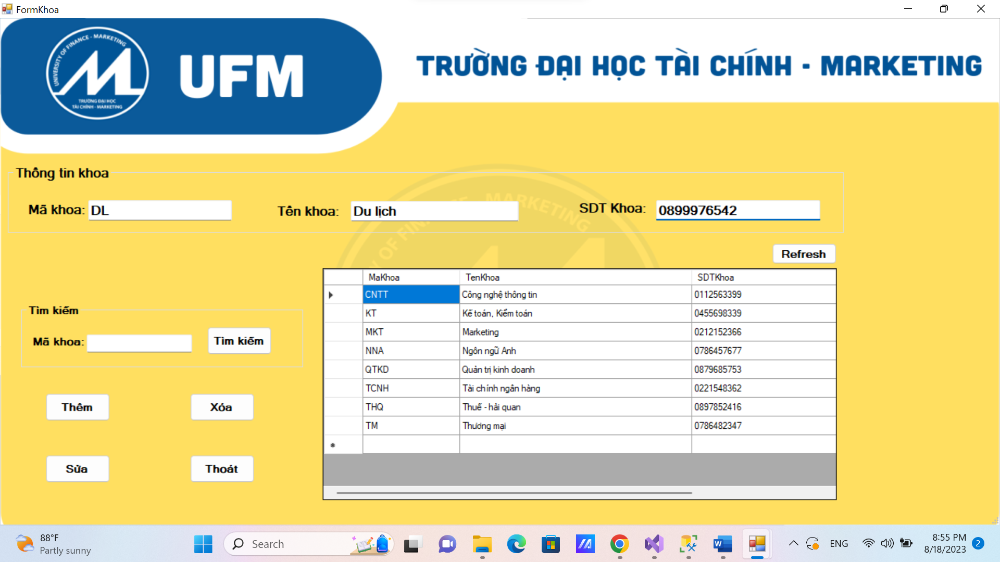 FormKhoa
UNIVERSITY OF FINANCE - MARKETING
TRƯỜNG ĐẠI HỌC
TÀI CHÍNH - MARKETING
UFM
TRƯỜNG ĐẠI HỌC TÀI CHÍNH - MARKETING
Thông tin khoa
Mã khoa: DL
Tên khoa: Du lịch
SDT Khoa: 0899976542
OF FINANCE - MARKETING
Refresh
MaKhoa TenKhoa SDTKhoa
CNTT Công nghệ thông tin 0112563399
KT Kế toán, Kiểm toán 0455698339
MKT Marketing 0212152366
NNA Ngôn ngữ Anh 0786457677
QTKD Quản trị kinh doanh 0879685753
TCNH Tài chính ngân hàng 0221548362
THQ Thuế - hải quan 0897852416
TM Thương mại 0786482347
Tìm kiếm
Mã khoa:
Tìm kiếm
Thêm
Xóa
Sửa
Thoát
88°F
Partly sunny
Search
ENG
8:55 PM
8/18/2023
2